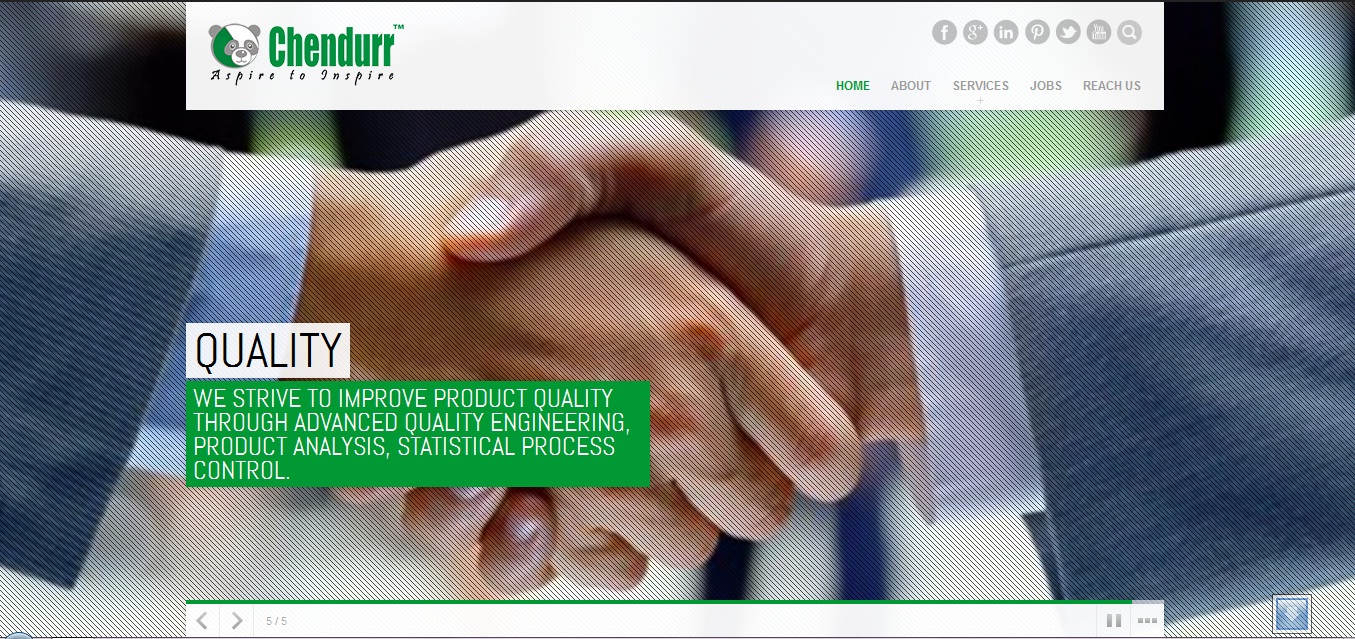 Chendurr™
Aspire to Inspire
HOME ABOUT SERVICES JOBS REACH US
+
QUALITY
WE STRIVE TO IMPROVE PRODUCT QUALITY
THROUGH ADVANCED QUALITY ENGINEERING,
PRODUCT ANALYSIS, STATISTICAL PROCESS
CONTROL.
5 / 5